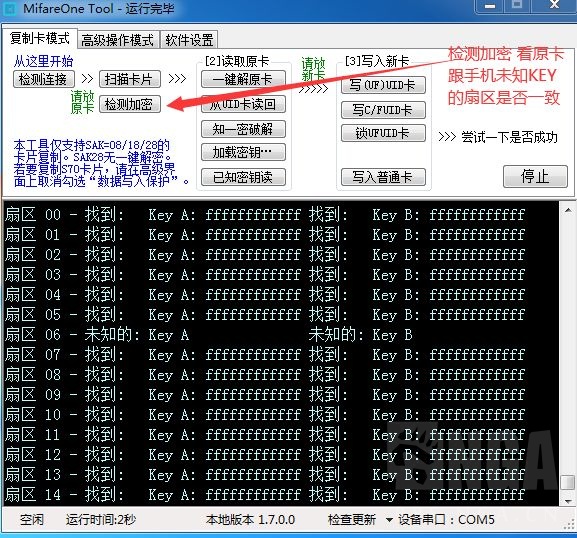 MifareOne Tool - 运行完毕
复制卡模式 高级操作模式 软件设置
从这里开始
检测连接 >> 扫描卡片 >>>
请放
原卡
检测加密
本工具仅支持SAK=08/18/28的
卡片复制。SAK28无一键解密。
若要复制S70卡片，请在高级界
面上取消勾选“数据写入保护”。
[2]读取原卡
一键解原卡
从UID卡读回
知一密破解
加载密钥…
已知密钥读
请放
新卡
>>>>>
[3]写入新卡
写(UF)UID卡
写C/FUID卡
锁UFUID卡
写入普通卡
检测加密 看原卡
跟手机未知KEY
的扇区是否一致
>>> 尝试一下是否成功
停止
扇区 00 - 找到: Key A: ffffffffffff 找到: Key B: ffffffffffff
扇区 01 - 找到: Key A: ffffffffffff 找到: Key B: ffffffffffff
扇区 02 - 找到: Key A: ffffffffffff 找到: Key B: ffffffffffff
扇区 03 - 找到: Key A: ffffffffffff 找到: Key B: ffffffffffff
扇区 04 - 找到: Key A: ffffffffffff 找到: Key B: ffffffffffff
扇区 05 - 找到: Key A: ffffffffffff 找到: Key B: ffffffffffff
扇区 06 - 未知的: Key A 未知的: Key B
扇区 07 - 找到: Key A: ffffffffffff 找到: Key B: ffffffffffff
扇区 08 - 找到: Key A: ffffffffffff 找到: Key B: ffffffffffff
扇区 09 - 找到: Key A: ffffffffffff 找到: Key B: ffffffffffff
扇区 10 - 找到: Key A: ffffffffffff 找到: Key B: ffffffffffff
扇区 11 - 找到: Key A: ffffffffffff 找到: Key B: ffffffffffff
扇区 12 - 找到: Key A: ffffffffffff 找到: Key B: ffffffffffff
扇区 13 - 找到: Key A: ffffffffffff 找到: Key B: ffffffffffff
扇区 14 - 找到: Key A: ffffffffffff 找到: Key B: ffffffffffff
NGA
空闲 运行时间:2秒 本地版本 1.7.0.0 检查更新 设备串口：COM5